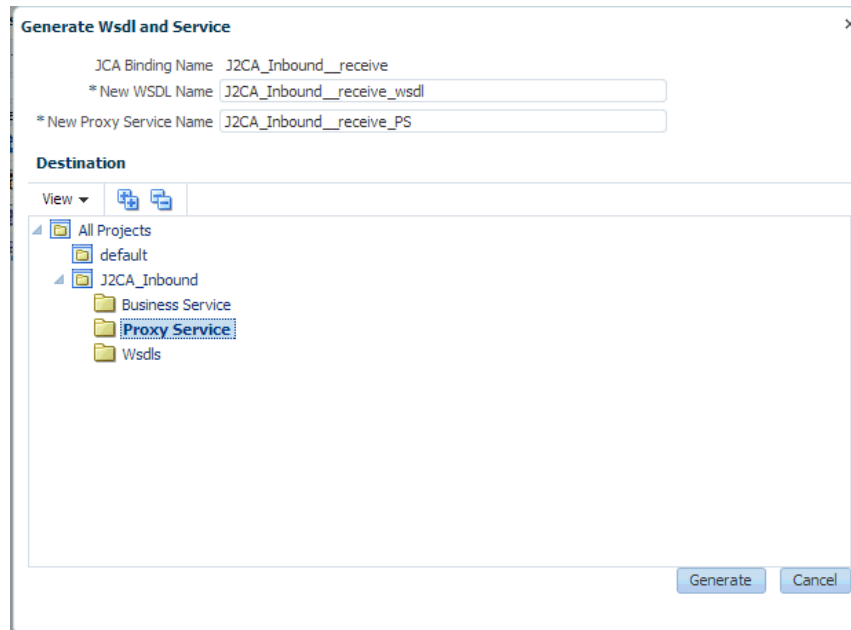 Generate Wsdl and Service
JCA Binding Name J2CA_Inbound__receive
* New WSDL Name J2CA_Inbound__receive_wsdl
* New Proxy Service Name J2CA_Inbound__receive_PS
Destination
View
All Projects
default
J2CA_Inbound
Business Service
Proxy Service
Wsdls
Generate Cancel